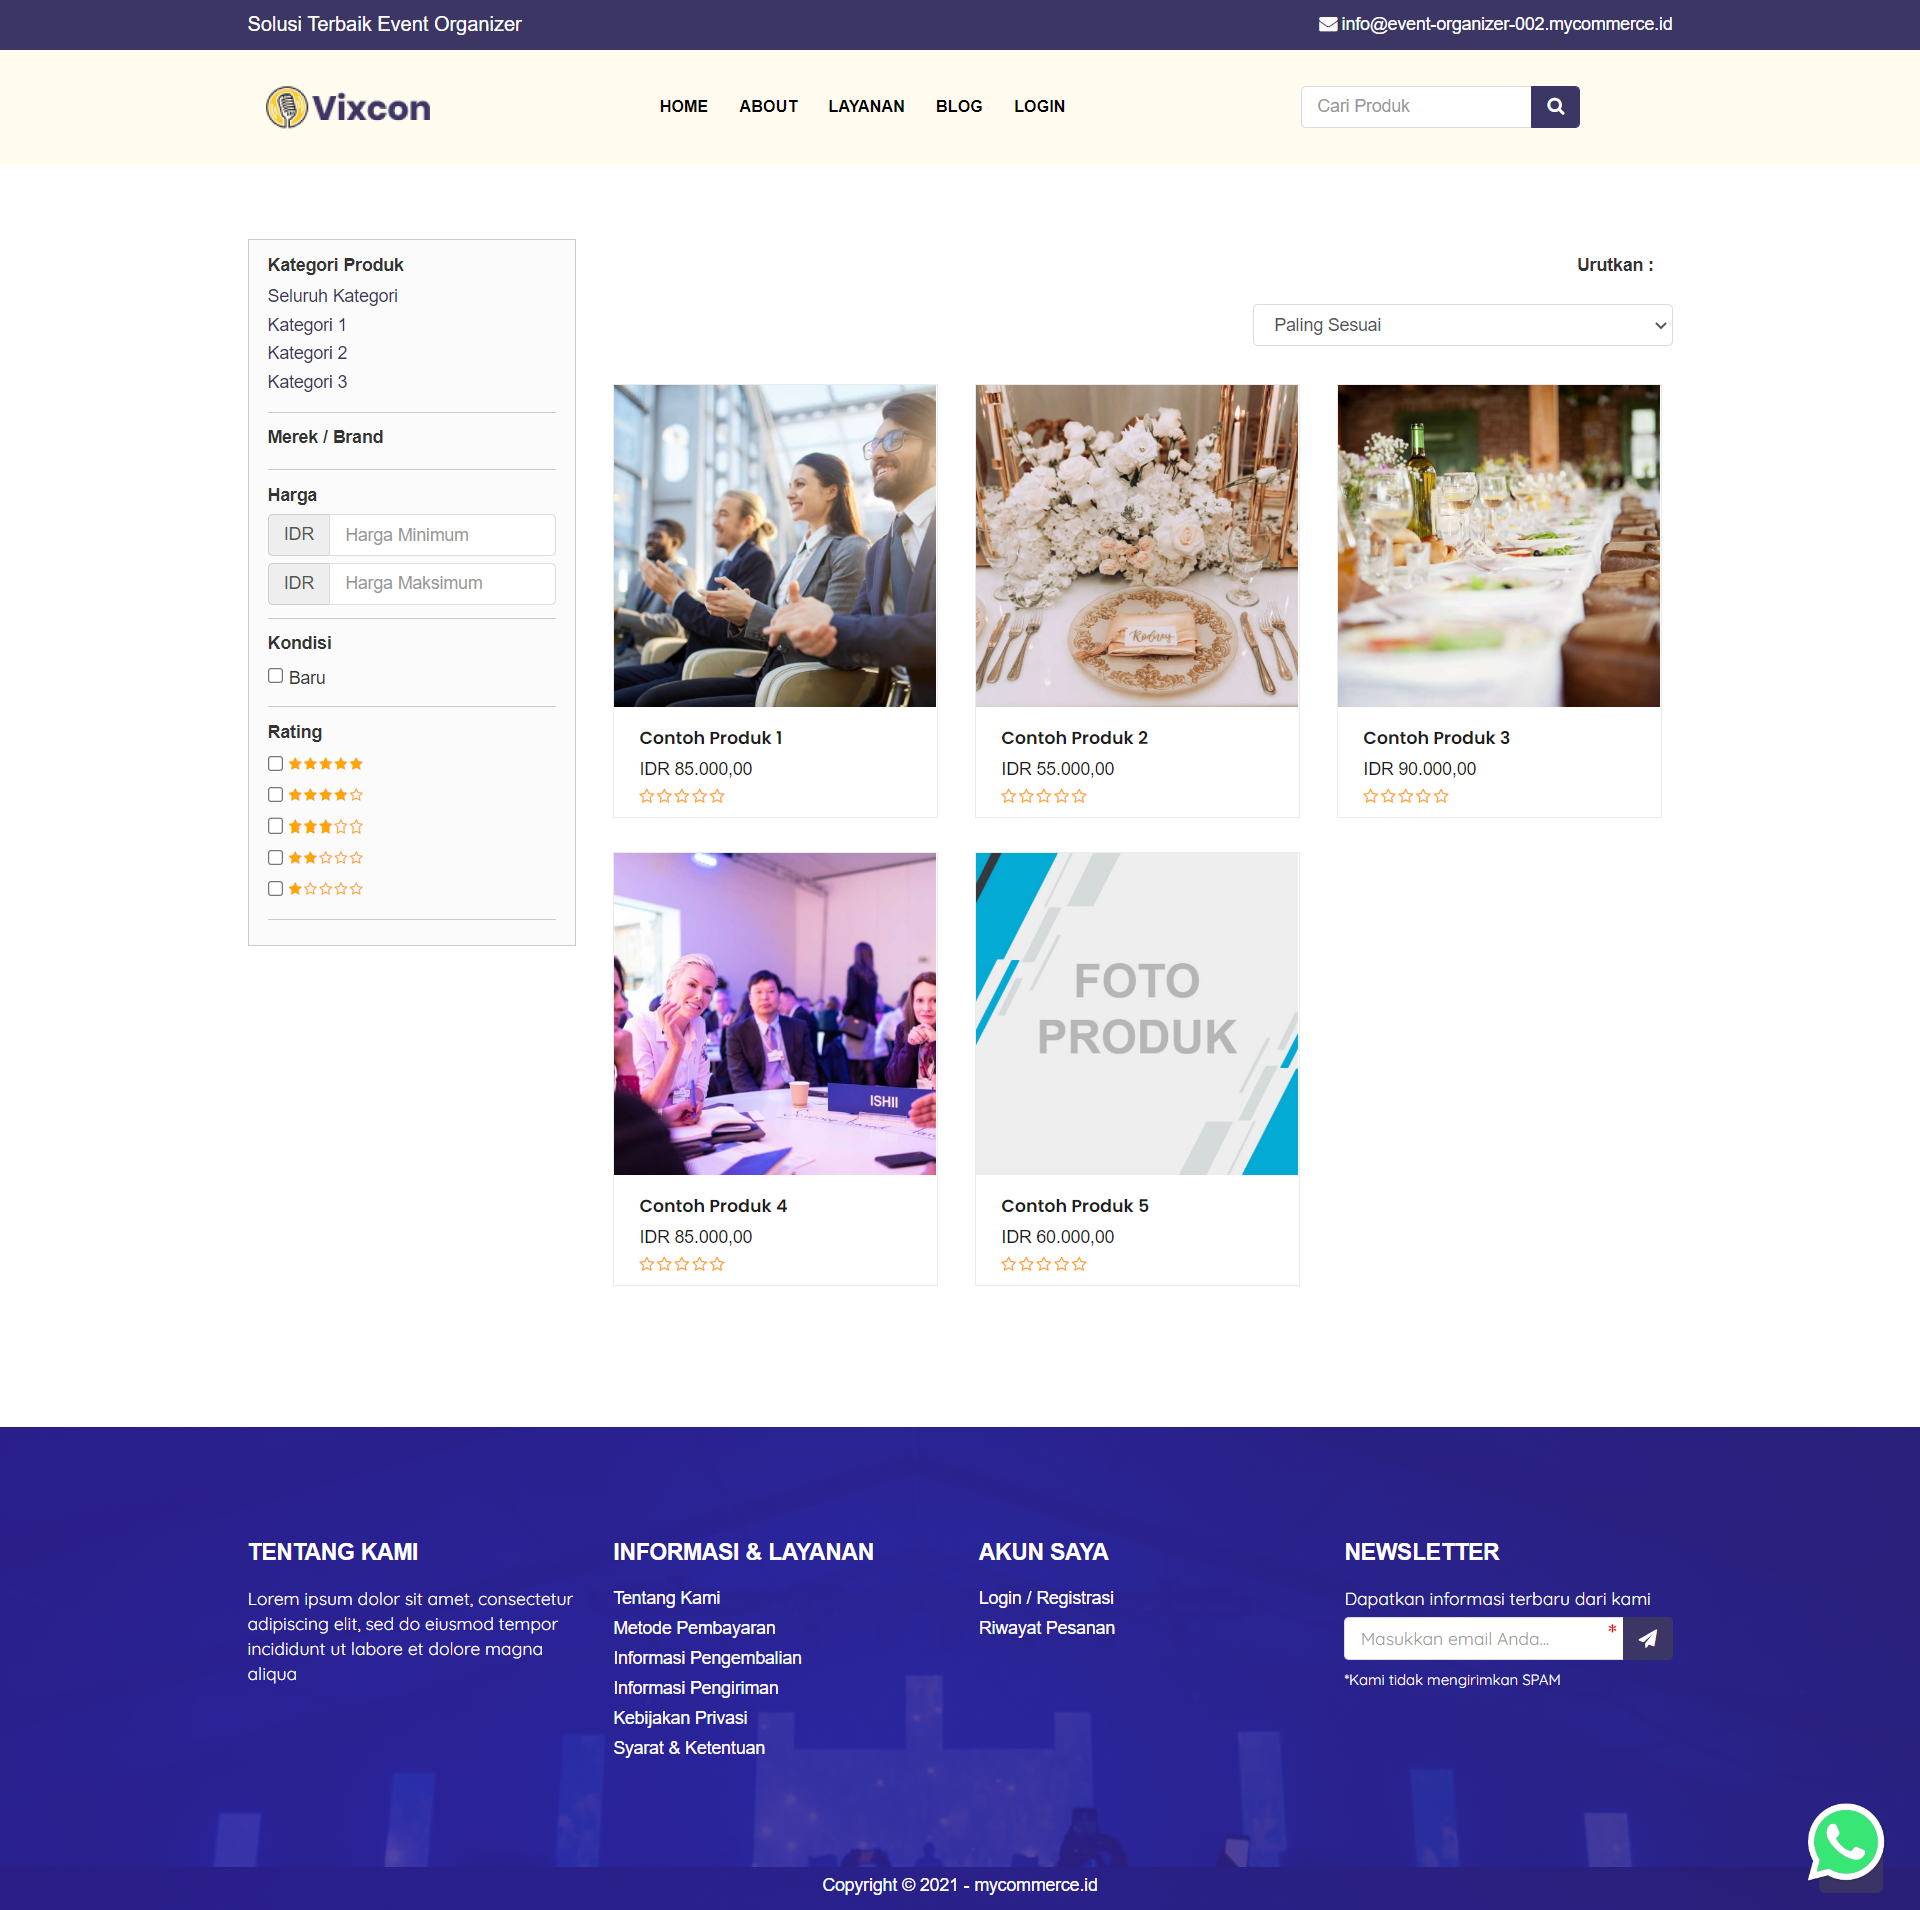 Solusi Terbaik Event Organizer
info@event-organizer-002.mycommerce.id
Vixcon
HOME
ABOUT
LAYANAN
BLOG
LOGIN
Cari Produk
Kategori Produk
Seluruh Kategori
Kategori 1
Kategori 2
Kategori 3
Merek / Brand
Harga
IDR Harga Minimum
IDR Harga Maksimum
Kondisi
Baru
Rating
Urutkan :
Paling Sesuai
Rodney
Contoh Produk 1
IDR 85.000,00
Contoh Produk 2
IDR 55.000,00
Contoh Produk 3
IDR 90.000,00
ISHII
FOTO
PRODUK
Contoh Produk 4
IDR 85.000,00
Contoh Produk 5
IDR 60.000,00
TENTANG KAMI
Lorem ipsum dolor sit amet, consectetur
adipiscing elit, sed do eiusmod tempor
incididunt ut labore et dolore magna
aliqua
INFORMASI & LAYANAN
Tentang Kami
Metode Pembayaran
Informasi Pengembalian
Informasi Pengiriman
Kebijakan Privasi
Syarat & Ketentuan
AKUN SAYA
Login / Registrasi
Riwayat Pesanan
NEWSLETTER
Dapatkan informasi terbaru dari kami
Masukkan email Anda... *
*Kami tidak mengirimkan SPAM
Copyright © 2021 - mycommerce.id